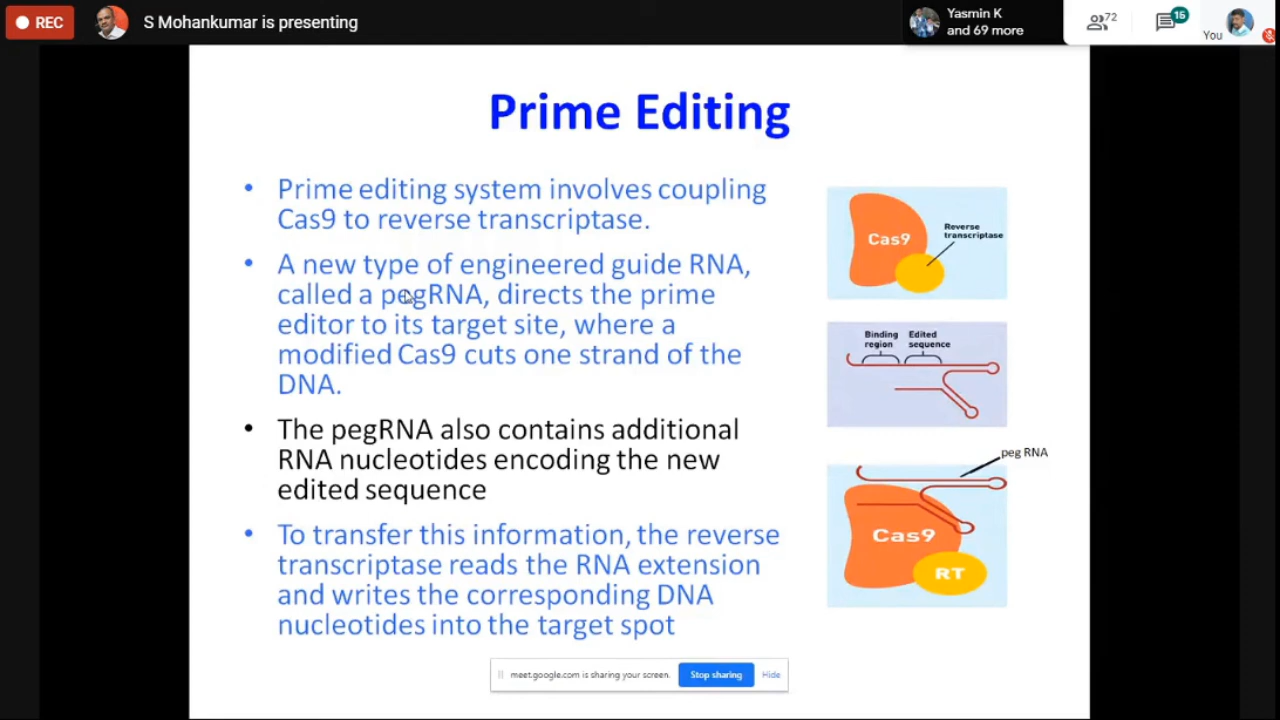 REC
S Mohankumar is presenting
Yasmin K
and 69 more
72
15
You
Prime Editing
• Prime editing system involves coupling
Cas9 to reverse transcriptase.
• A new type of engineered guide RNA,
called a pegRNA, directs the prime
editor to its target site, where a
modified Cas9 cuts one strand of the
DNA.
• The pegRNA also contains additional
RNA nucleotides encoding the new
edited sequence
• To transfer this information, the reverse
transcriptase reads the RNA extension
and writes the corresponding DNA
nucleotides into the target spot
Cas9
Reverse
transcriptase
Binding
region
Edited
sequence
peg RNA
Cas9
RT
meet.google.com is sharing your screen.
Stop sharing
Hide